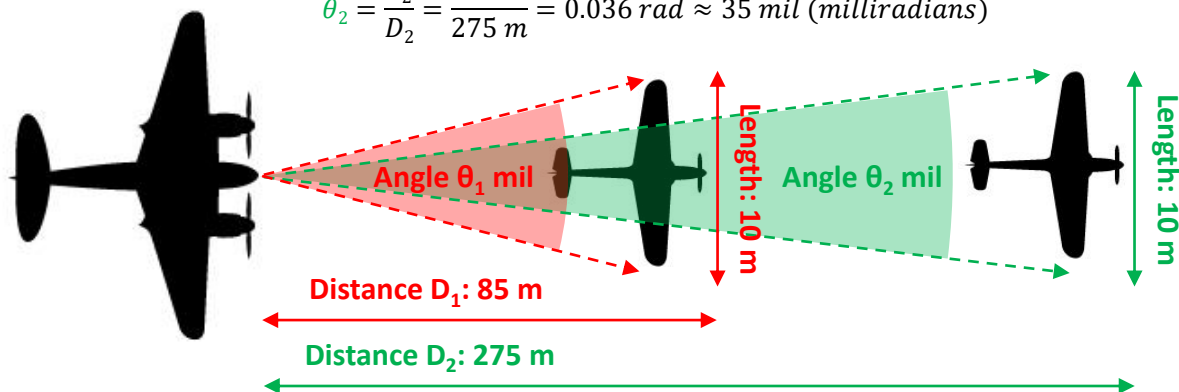 θ₂ = / D₂ = / 275 m = 0.036 rad ≈ 35 mil (milliradians)
Angle θ₁ mil
Length: 10 m
Angle θ₂ mil
Length: 10 m
Distance D₁: 85 m
Distance D₂: 275 m